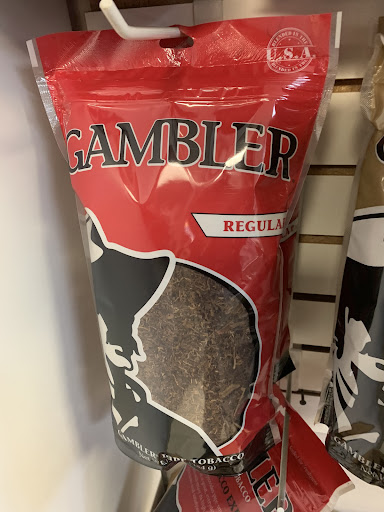 U.S.A
GAMBLER
REGULA
GAMBLER PIPE TOBACCO